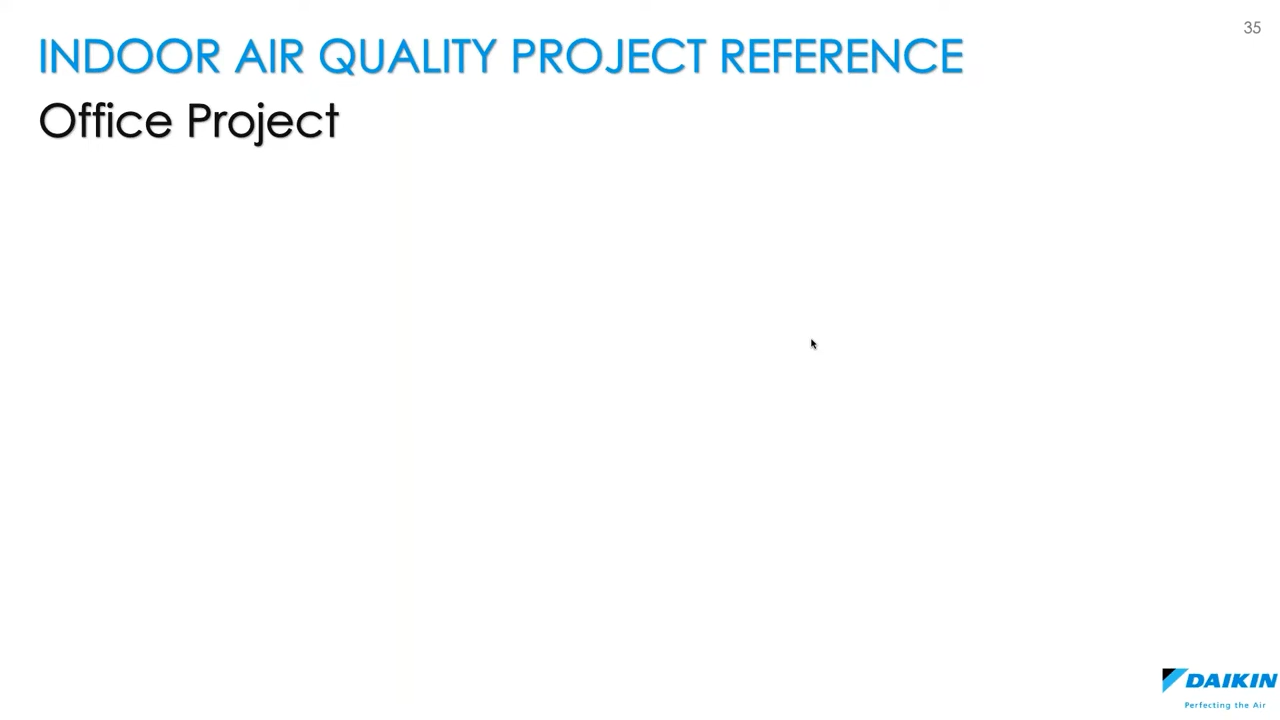 35
INDOOR AIR QUALITY PROJECT REFERENCE
Office Project
DAIKIN
Perfecting the Air